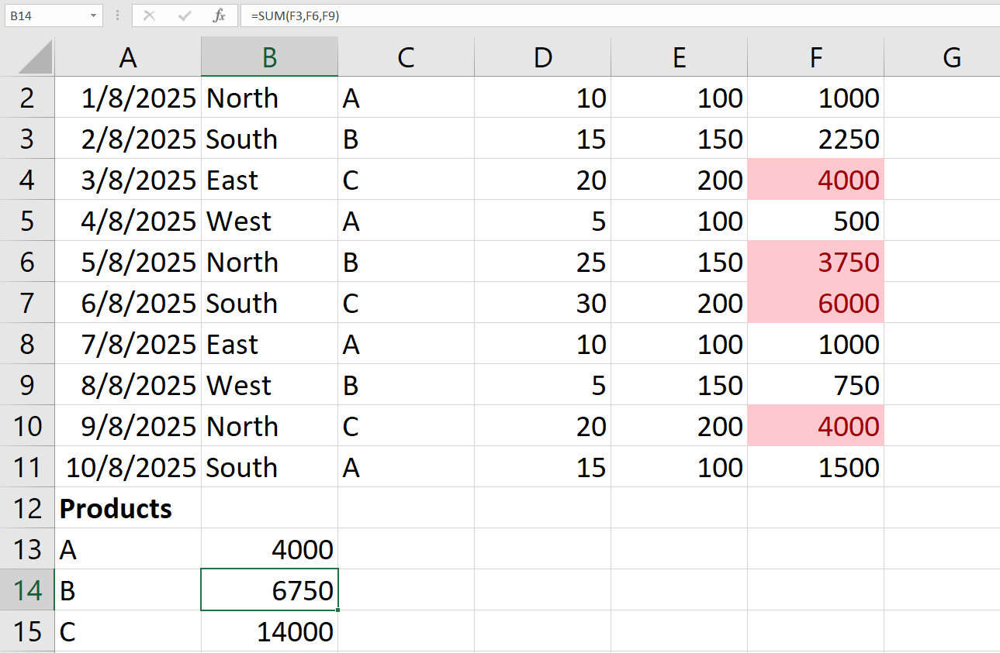 B14 fx =SUM(F3,F6,F9)
A B C D E F G
2 1/8/2025 North A 10 100 1000
3 2/8/2025 South B 15 150 2250
4 3/8/2025 East C 20 200 4000
5 4/8/2025 West A 5 100 500
6 5/8/2025 North B 25 150 3750
7 6/8/2025 South C 30 200 6000
8 7/8/2025 East A 10 100 1000
9 8/8/2025 West B 5 150 750
10 9/8/2025 North C 20 200 4000
11 10/8/2025 South A 15 100 1500
12 Products
13 A 4000
14 B 6750
15 C 14000